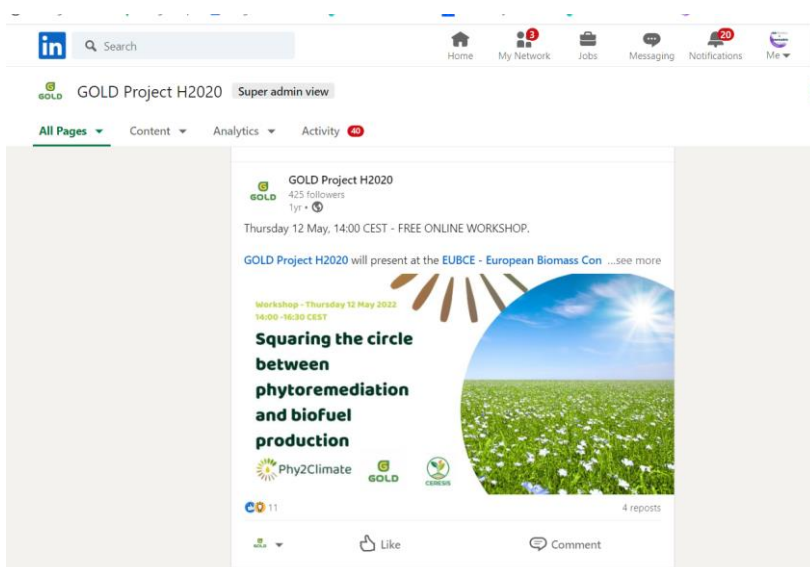 in Search
3
20
Home My Network Jobs Messaging Notifications Me
GOLD GOLD Project H2020 Super admin view
All Pages Content Analytics Activity 40
GOLD Project H2020
GOLD 425 followers
1yr •
Thursday 12 May, 14:00 CEST - FREE ONLINE WORKSHOP.
GOLD Project H2020 will present at the EUBCE - European Biomass Con ...see more
Workshop - Thursday 12 May 2022
14:00 -16:30 CEST
Squaring the circle
between
phytoremediation
and biofuel
production
Phy2Climate GOLD CERESIS
11 4 reposts
GOLD Like Comment